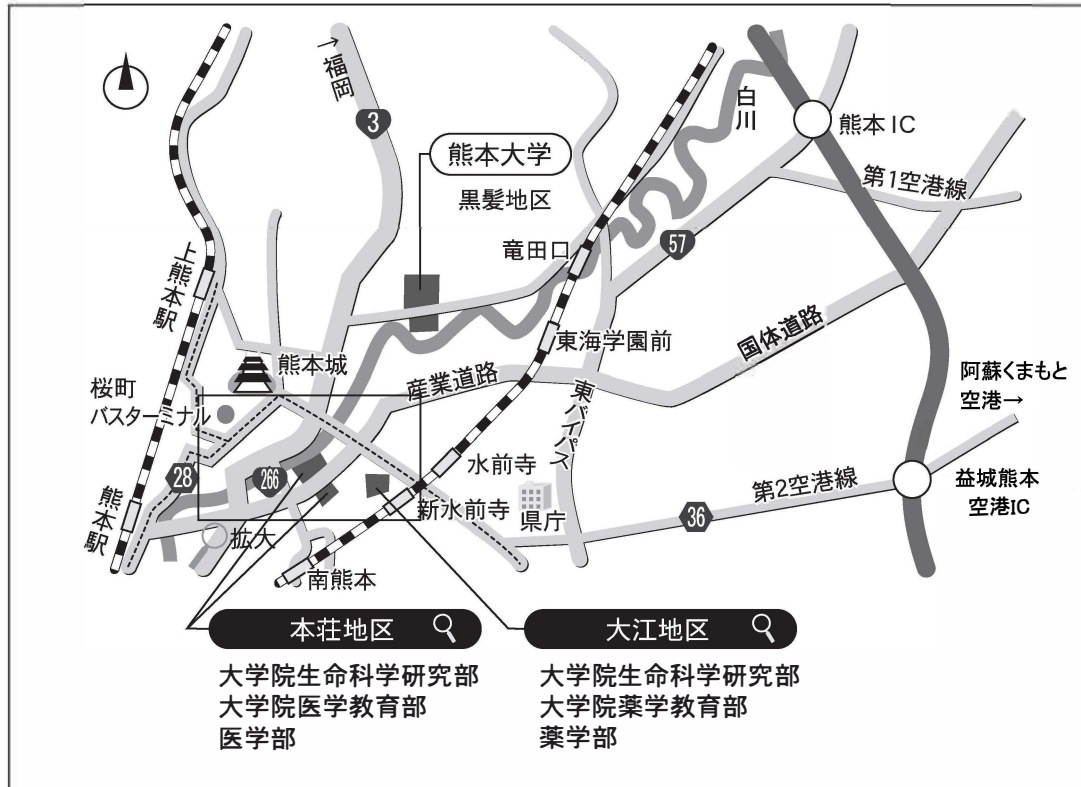 →福岡
3
白川
熊本IC
熊本大学
黒髪地区
第1空港線
竜田口
57
上熊本駅
東海学園前
国体道路
熊本城
産業道路
桜町
バスターミナル
東バイパス
阿蘇くまもと
空港→
水前寺
28
266
新水前寺
県庁
第2空港線
36
益城熊本
空港IC
熊本駅
拡大
南熊本
本荘地区
大学院生命科学研究部
大学院医学教育部
医学部
大江地区
大学院生命科学研究部
大学院薬学教育部
薬学部